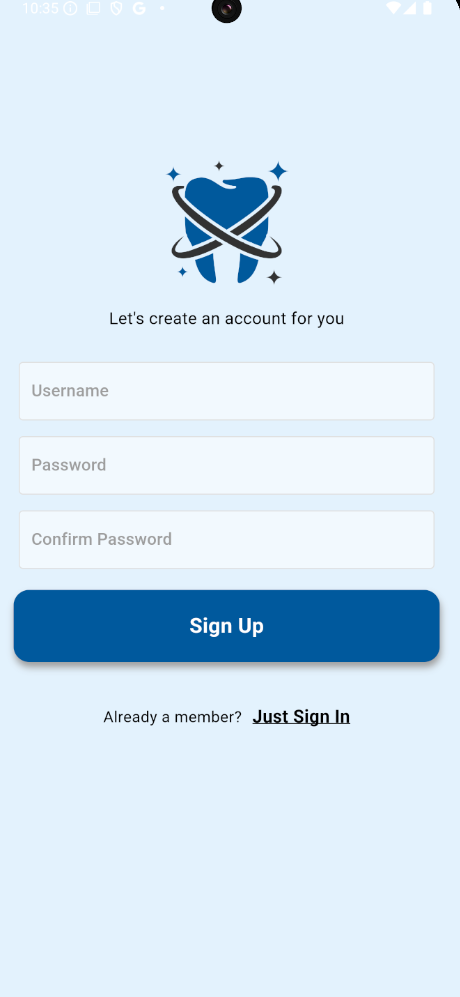 10:35
Let's create an account for you
Username
Password
Confirm Password
Sign Up
Already a member? Just Sign In